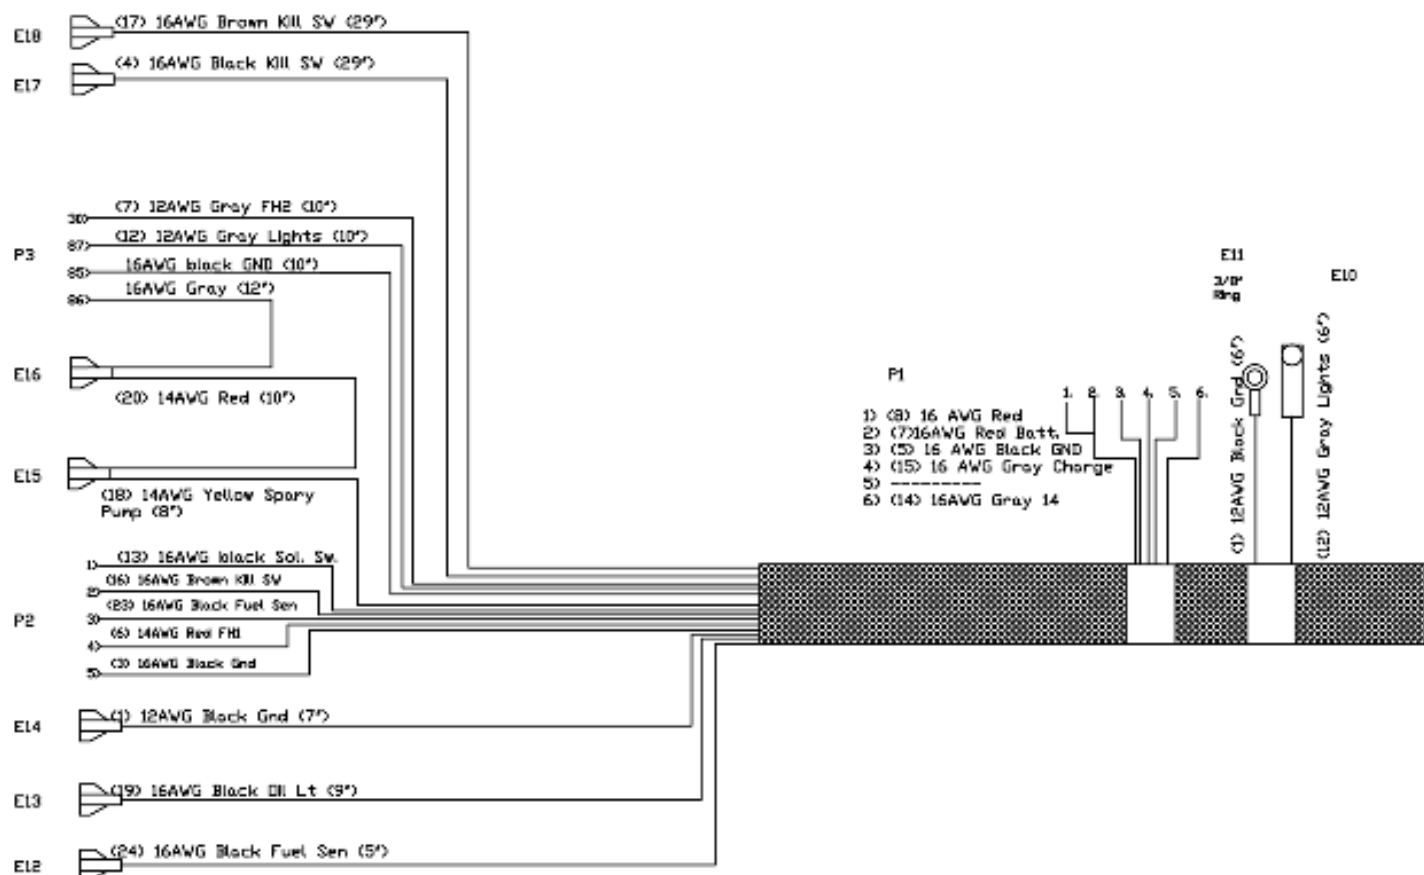 E18
(17) 16AWG Brown Kill SW (29")
E17
(4) 16AWG Black Kill SW (29")
P3
30
(7) 12AWG Gray FH2 (10")
87
(12) 12AWG Gray Lights (10")
85
16AWG black GND (10")
86
16AWG Gray (12")
E16
(20) 14AWG Red (10")
E15
(18) 14AWG Yellow Spary
Pump (8")
P2
1
(13) 16AWG black Sol. Sw.
2
(16) 16AWG Brown Kill SW
3
(23) 16AWG Black Fuel Sen
4
(6) 14AWG Red FH1
5
(3) 16AWG Black Gnd
E14
(1) 12AWG Black Gnd (7")
E13
(19) 16AWG Black Oil Lt (9")
E12
(24) 16AWG Black Fuel Sen (5")
P1
1) (8) 16 AWG Red
2) (7)16AWG Red Batt.
3) (5) 16 AWG Black GND
4) (15) 16 AWG Gray Charge
5) ---------
6) (14) 16AWG Gray 14
1. 2. 3. 4. 5. 6.
E11
3/8"
Ring
(1) 12AWG Black Gnd (6")
E10
(12) 12AWG Gray Lights (6")